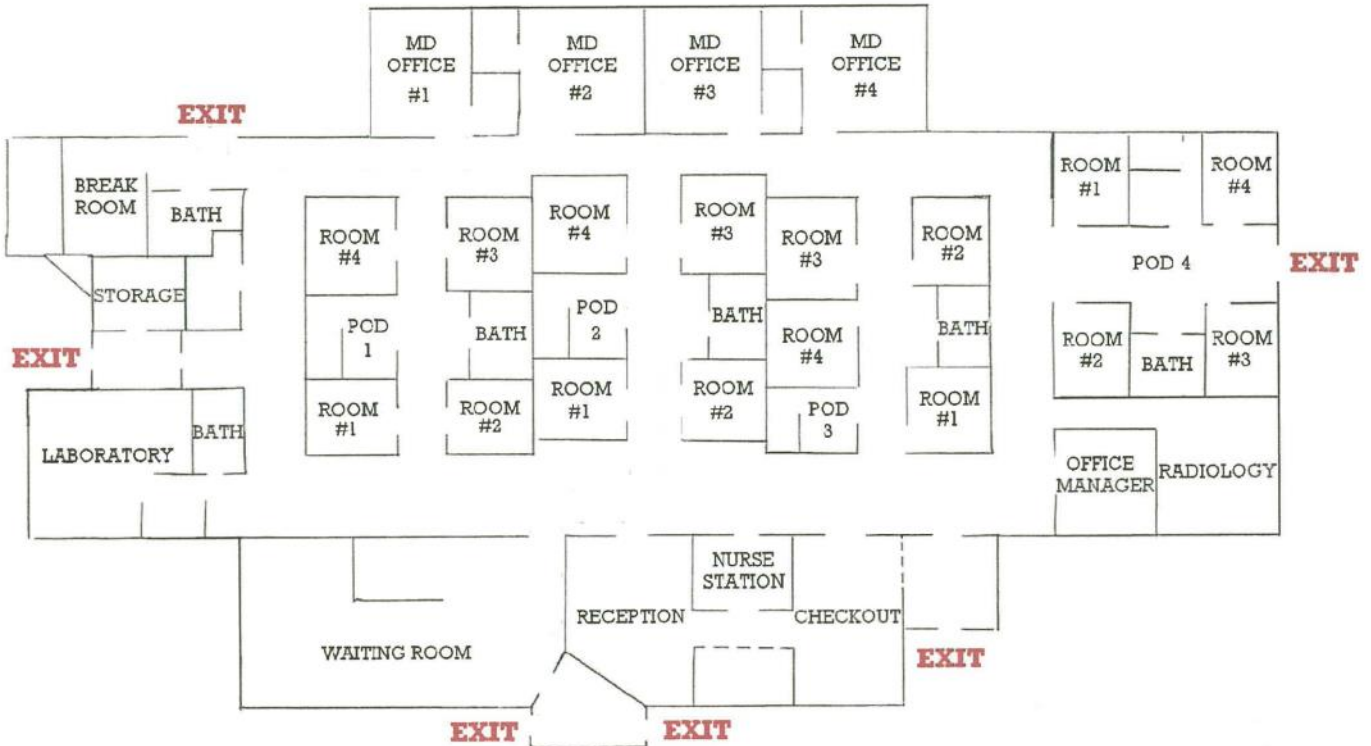 MD
OFFICE
#1
MD
OFFICE
#2
MD
OFFICE
#3
MD
OFFICE
#4
EXIT
BREAK
ROOM
BATH
STORAGE
EXIT
LABORATORY
BATH
ROOM
#4
POD
1
ROOM
#1
ROOM
#3
BATH
ROOM
#2
ROOM
#4
POD
2
ROOM
#1
ROOM
#3
BATH
ROOM
#2
ROOM
#3
ROOM
#4
POD
3
ROOM
#2
BATH
ROOM
#1
ROOM
#1
ROOM
#4
POD 4
EXIT
ROOM
#2
BATH
ROOM
#3
OFFICE
MANAGER
RADIOLOGY
WAITING ROOM
RECEPTION
NURSE
STATION
CHECKOUT
EXIT
EXIT
EXIT